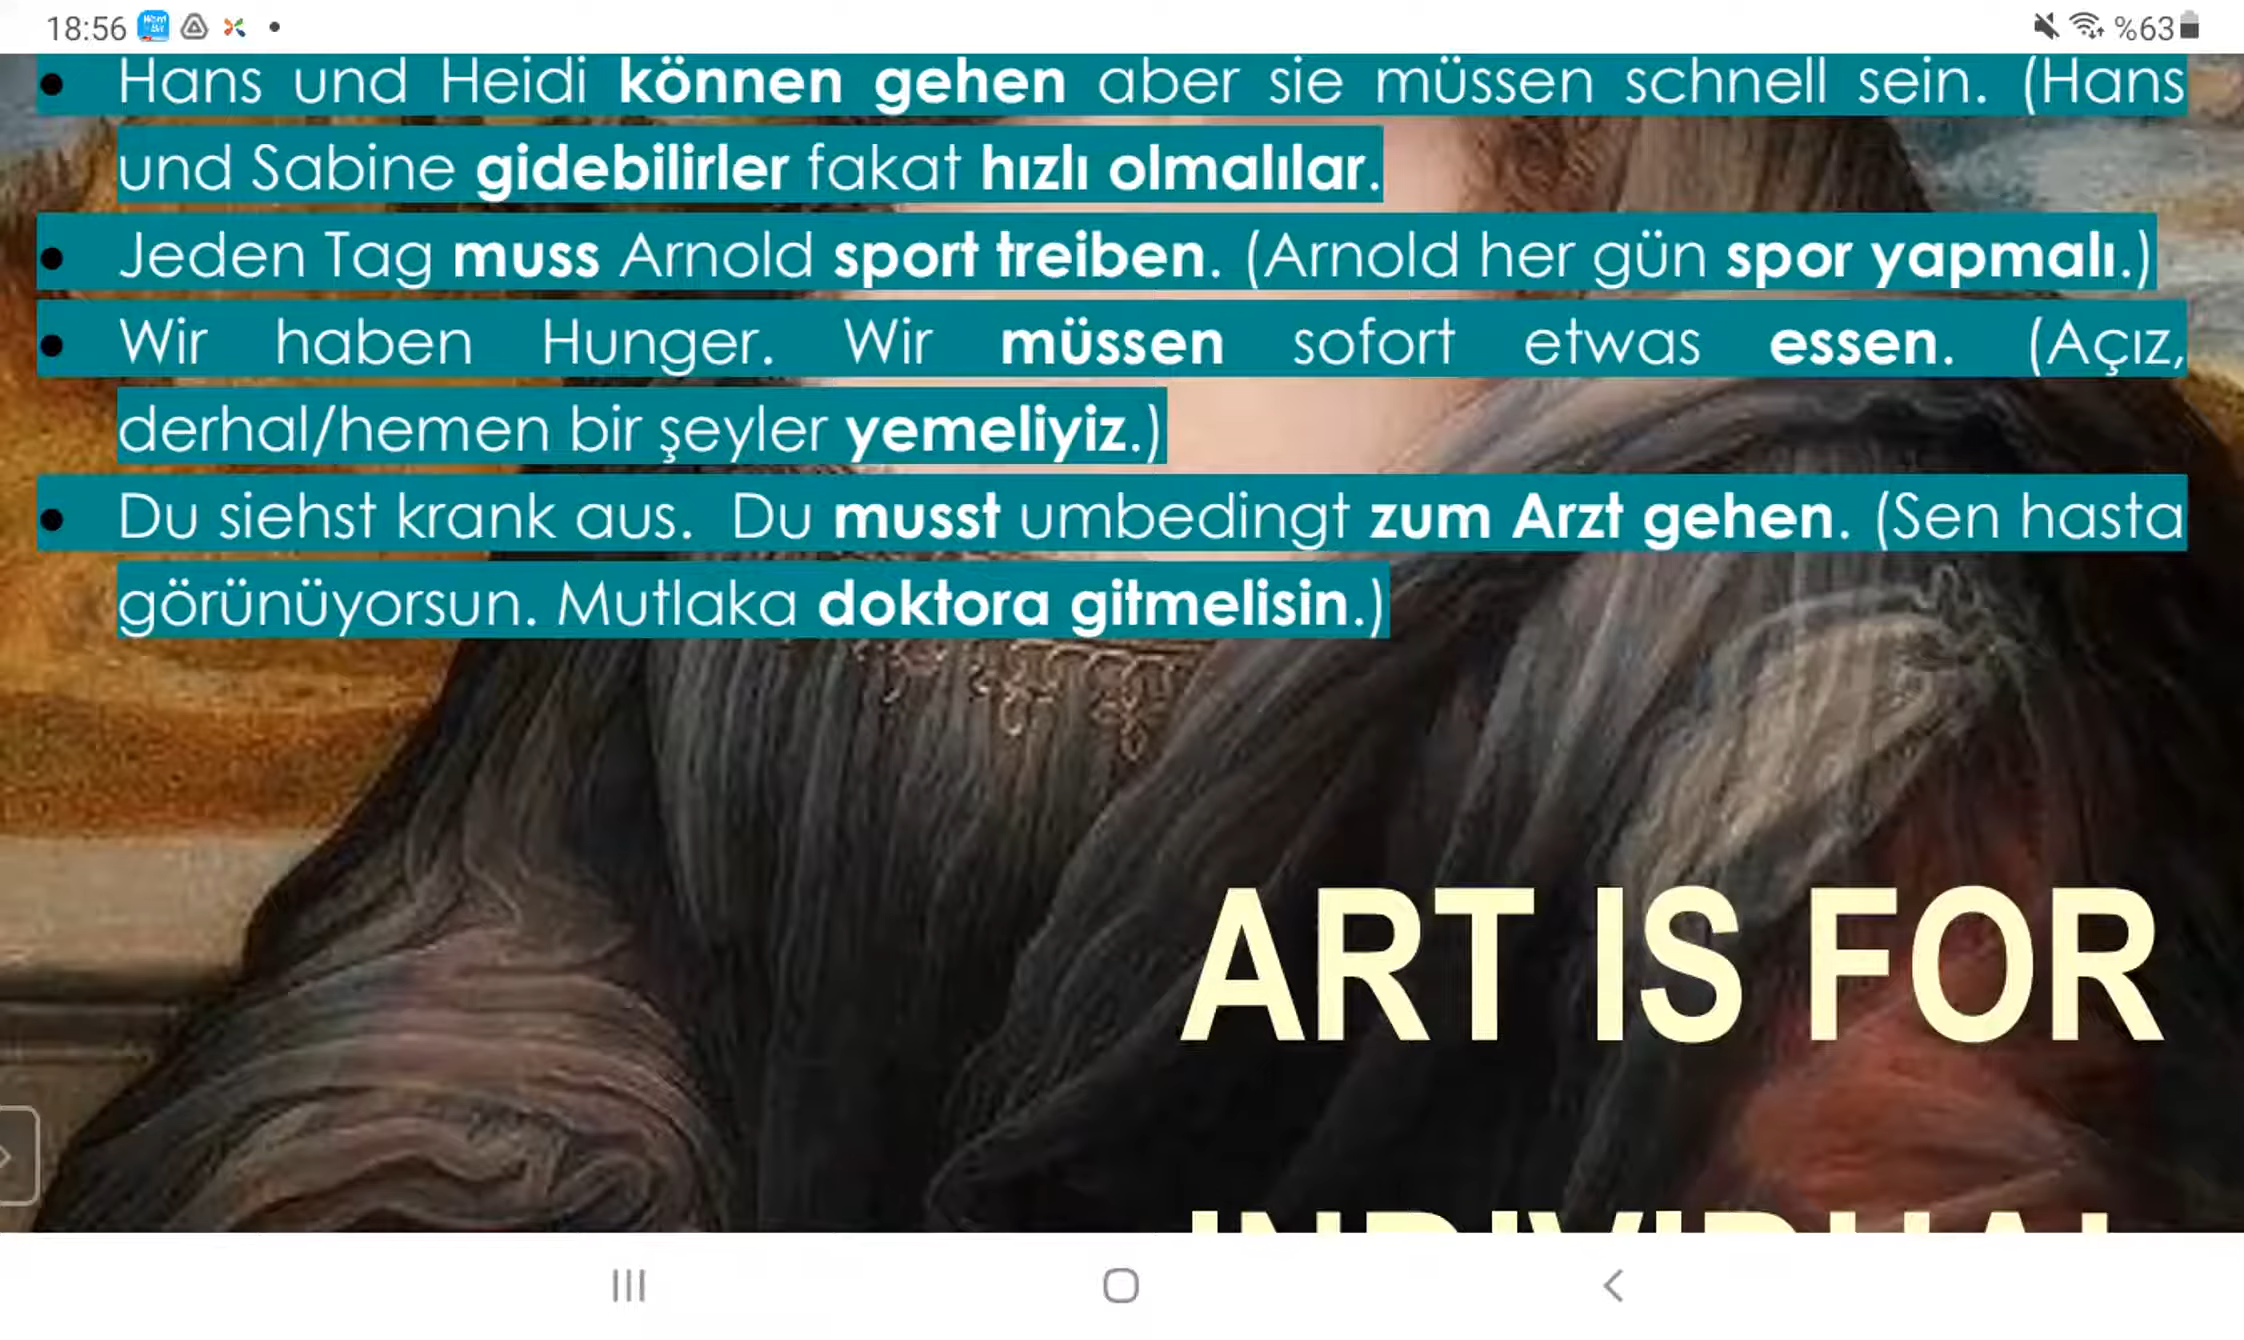 18:56
%63
• Hans und Heidi können gehen aber sie müssen schnell sein. (Hans
und Sabine gidebilirler fakat hızlı olmalılar.
• Jeden Tag muss Arnold sport treiben. (Arnold her gün spor yapmalı.)
• Wir haben Hunger. Wir müssen sofort etwas essen. (Açız,
derhal/hemen bir şeyler yemeliyiz.)
• Du siehst krank aus. Du musst umbedingt zum Arzt gehen. (Sen hasta
görünüyorsun. Mutlaka doktora gitmelisin.)
ART IS FOR